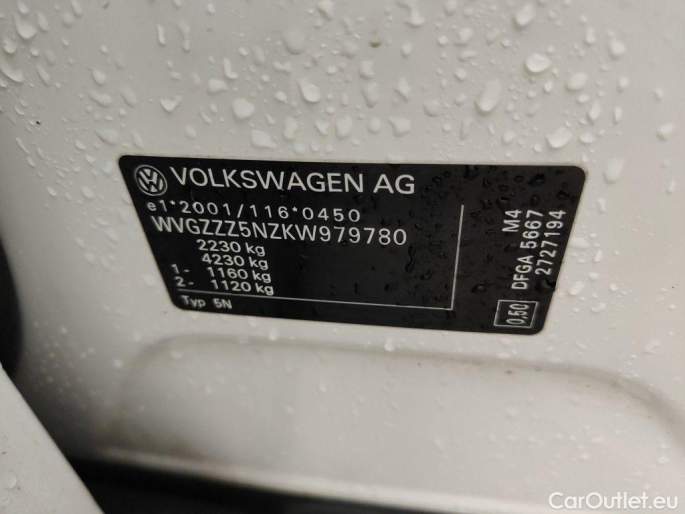 VOLKSWAGEN AG
e1*2001/116*0450
WVGZZZ5NZKW979780
2230 kg
4230 kg
1- 1160 kg
2- 1120 kg
Typ 5N
0,50
M4
DFGA 5667
2727194
CarOutlet.eu